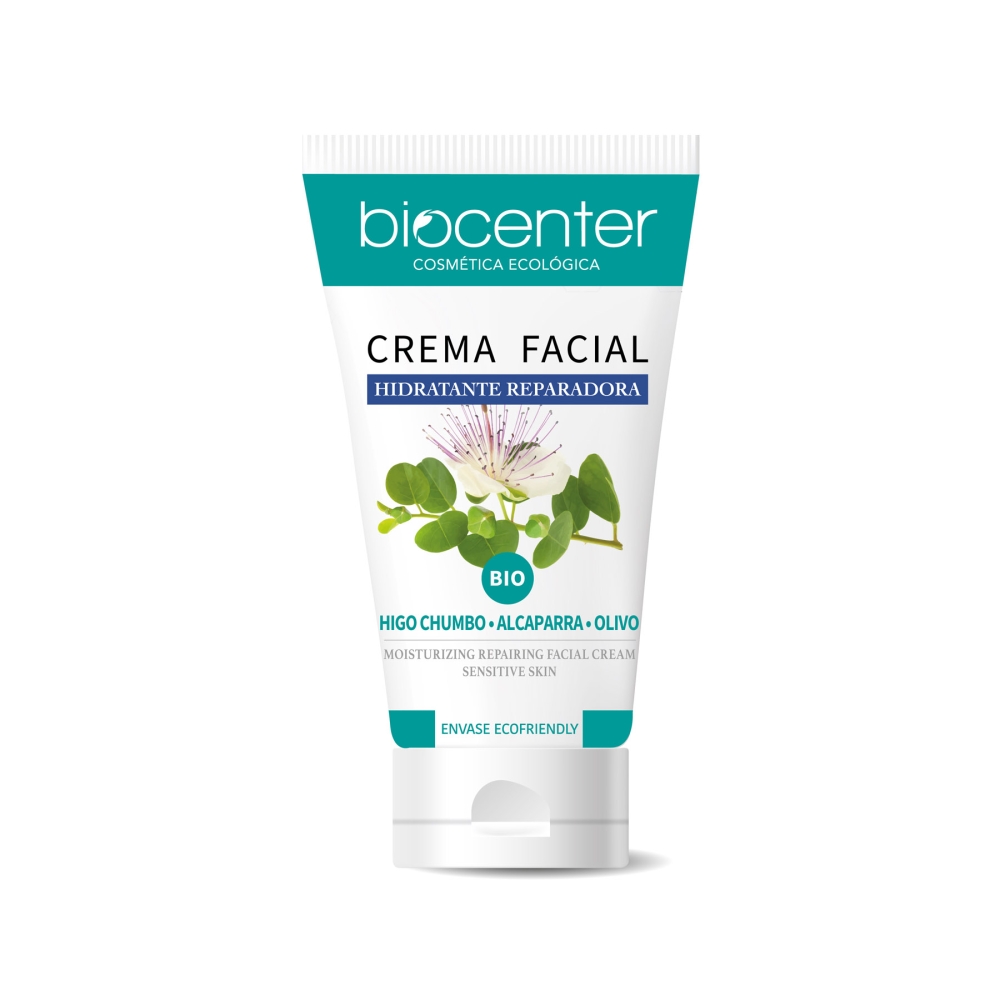 biocenter
COSMÉTICA ECOLÓGICA
CREMA FACIAL
HIDRATANTE REPARADORA
BIO
HIGO CHUMBO • ALCAPARRA • OLIVO
MOISTURIZING REPAIRING FACIAL CREAM
SENSITIVE SKIN
ENVASE ECOFRIENDLY